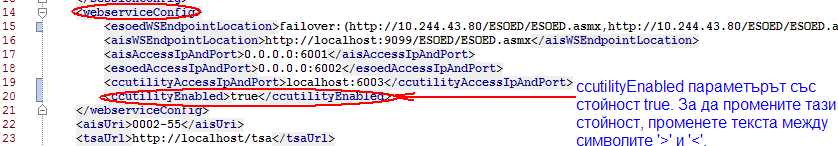 14 <webserviceConfig>
15 <esoedWSEndpointLocation>failover:(http://10.244.43.80/ESOED/ESOED.asmx,http://10.244.43.80/ESOED/ESOED.
16 <aisWSEndpointLocation>http://localhost:9099/ESOED/ESOED.asmx</aisWSEndpointLocation>
17 <aisAccessIpAndPort>0.0.0.0:6001</aisAccessIpAndPort>
18 <esoedAccessIpAndPort>0.0.0.0:6002</esoedAccessIpAndPort>
19 <ccutilityAccessIpAndPort>localhost:6003</ccutilityAccessIpAndPort>
20 <ccutilityEnabled>true</ccutilityEnabled>
21 </webserviceConfig>
22 <aisUri>0002-55</aisUri>
23 <tsaUrl>http://localhost/tsa</tsaUrl>
ccutilityEnabled параметърът със
стойност true. За да промените тази
стойност, променете текста между
символите '>' и '<'.